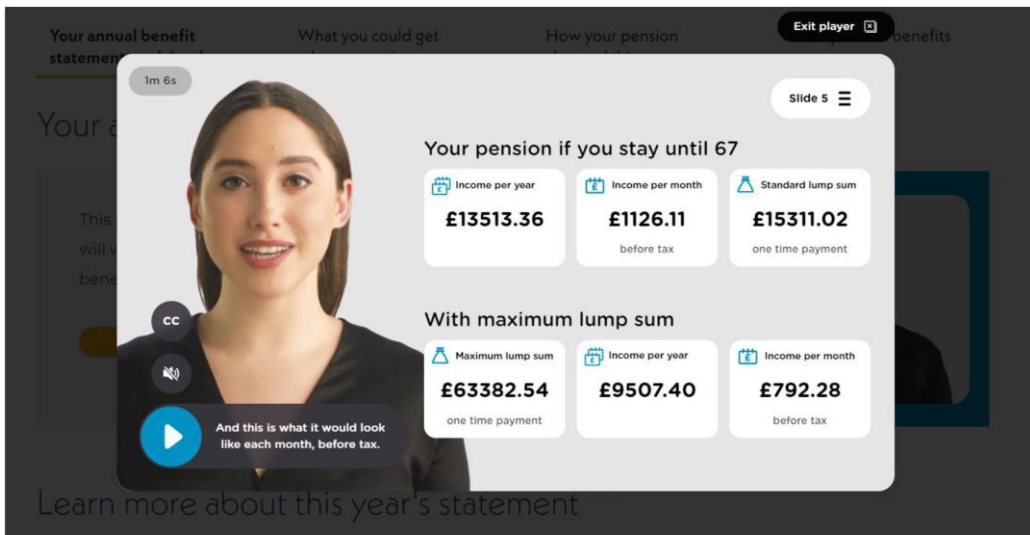 Exit player
Your annual benefit
What you could get
How your pension
benefits
statement
1m 6s
Slide 5
Your a
Your pension if you stay until 67
Income per year
£13513.36
Income per month
£1126.11
before tax
Standard lump sum
£15311.02
one time payment
This
will w
bene
With maximum lump sum
Maximum lump sum
£63382.54
one time payment
Income per year
£9507.40
Income per month
£792.28
before tax
CC
And this is what it would look
like each month, before tax.
Learn more about this year's statement